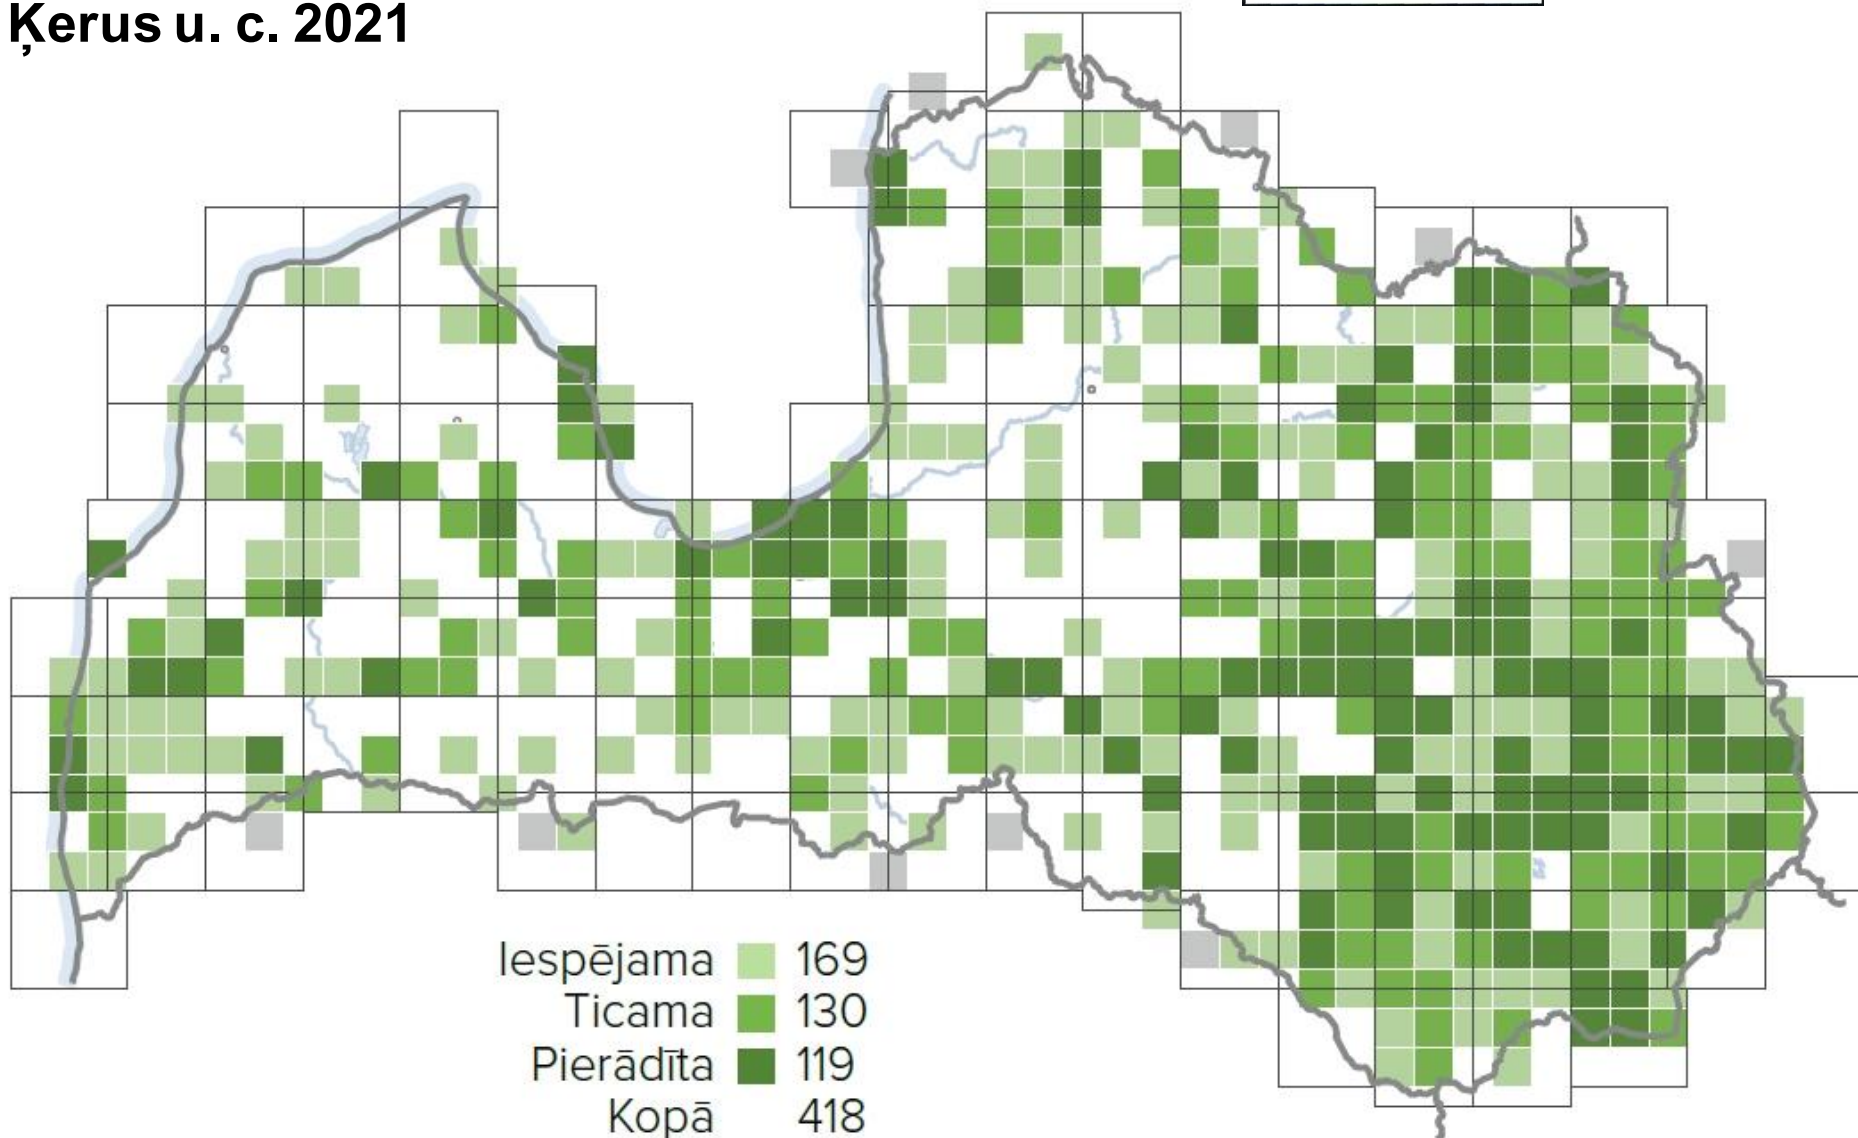 Ķerus u. c. 2021
Iespējama 169
Ticama 130
Pierādīta 119
Kopā 418